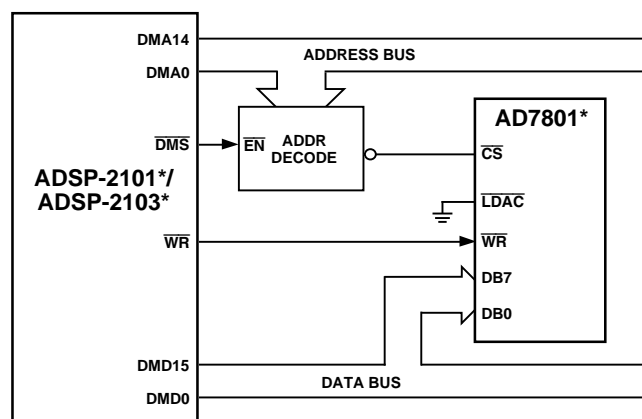 DMA14
ADDRESS BUS
DMA0
AD7801*
DMS
EN
ADDR
DECODE
CS
ADSP-2101*/
ADSP-2103*
LDAC
WR
WR
DB7
DB0
DMD15
DATA BUS
DMD0